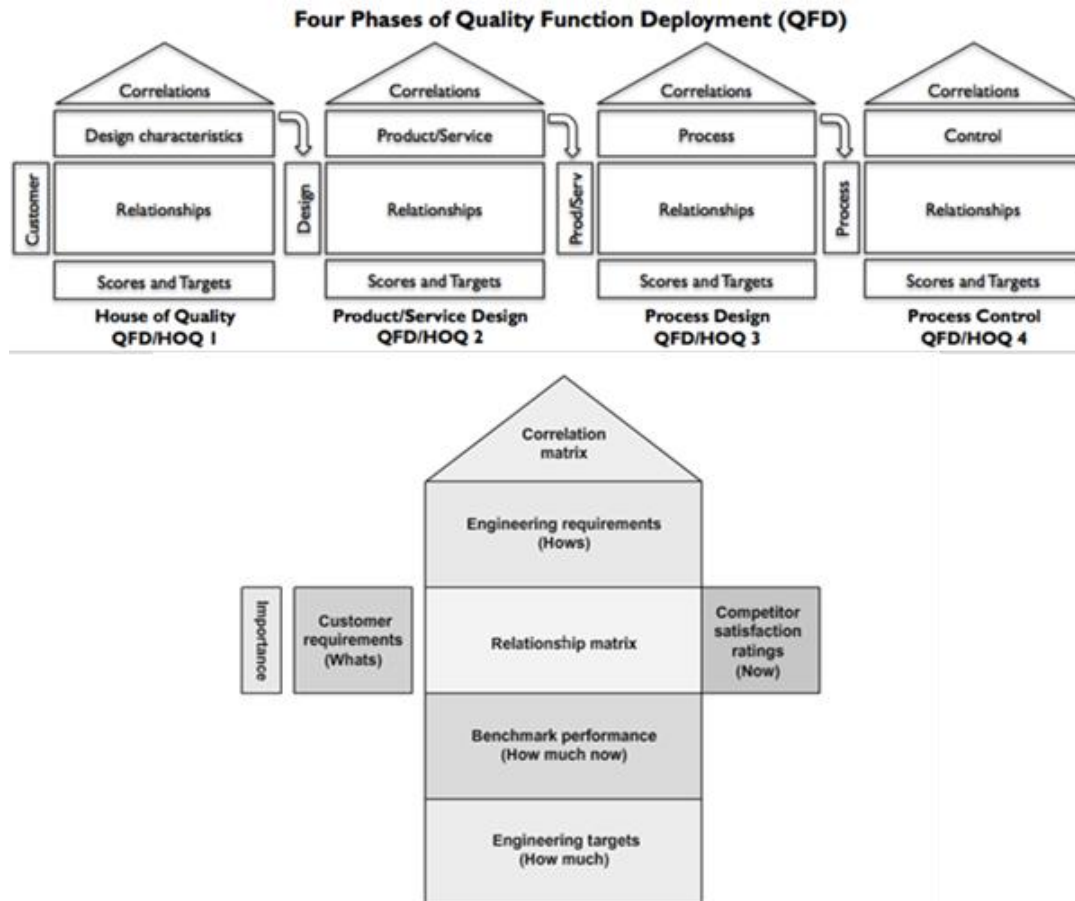 Four Phases of Quality Function Deployment (QFD)
Correlations
Design characteristics
Customer
Relationships
Scores and Targets
House of Quality
QFD/HOQ 1
Correlations
Product/Service
Design
Relationships
Scores and Targets
Product/Service Design
QFD/HOQ 2
Correlations
Process
Prod/Serv
Relationships
Scores and Targets
Process Design
QFD/HOQ 3
Correlations
Control
Process
Relationships
Scores and Targets
Process Control
QFD/HOQ 4
Correlation
matrix
Engineering requirements
(Hows)
Importance
Customer
requirements
(Whats)
Relationship matrix
Competitor
satisfaction
ratings
(Now)
Benchmark performance
(How much now)
Engineering targets
(How much)